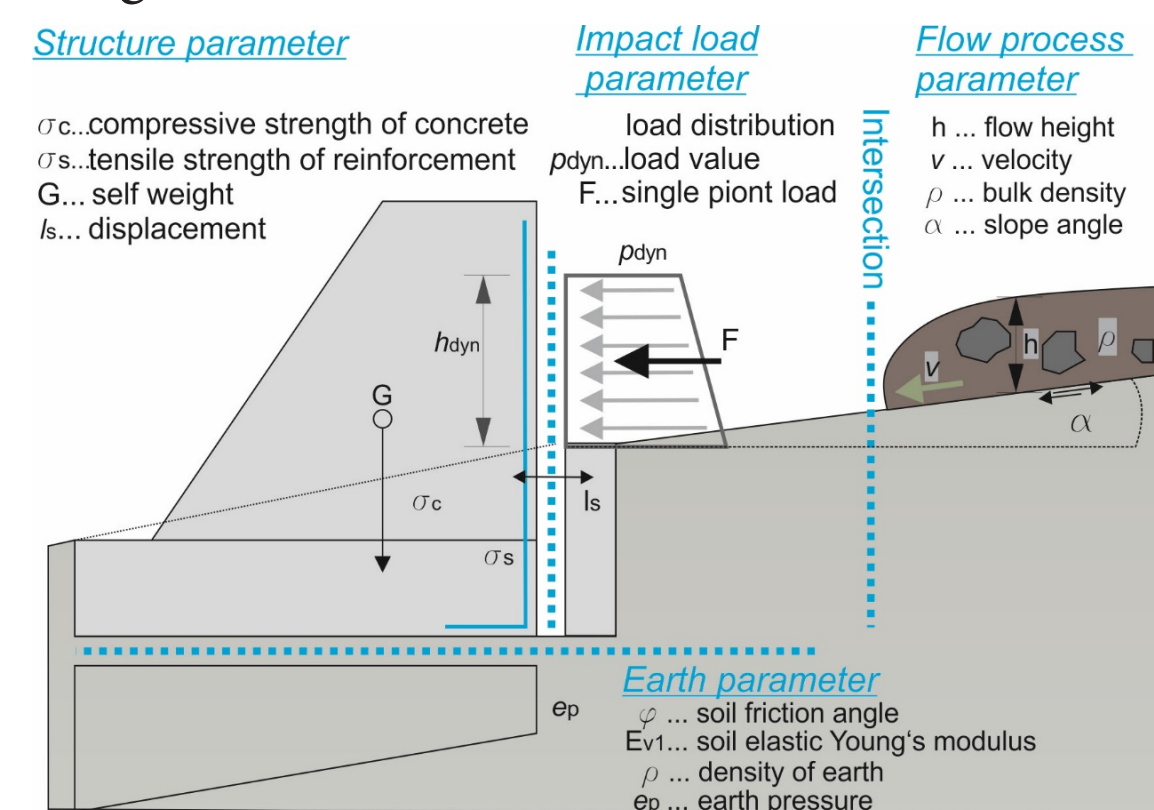 Structure parameter
σc...compressive strength of concrete
σs...tensile strength of reinforcement
G... self weight
ls... displacement
Impact load
parameter
load distribution
pdyn...load value
F...single piont load
Intersection
Flow process
parameter
h ... flow height
v ... velocity
ρ ... bulk density
α ... slope angle
pdyn
hdyn
F
h
ρ
v
G
α
σc
ls
σs
ep
Earth parameter
φ ... soil friction angle
Ev1... soil elastic Young's modulus
ρ ... density of earth
ep ... earth pressure